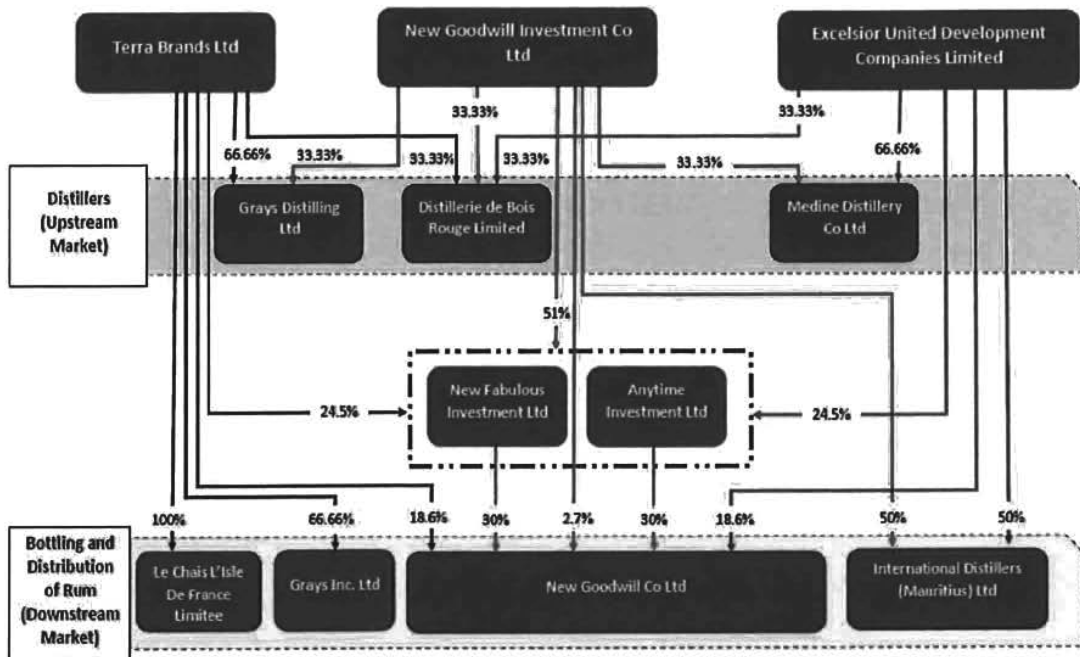 Terra Brands Ltd
New Goodwill Investment Co
Ltd
Excelsior United Development
Companies Limited
33.33%
33.33%
66.66%
33.33%
33.33%
33.33%
33.33%
66.66%
Distillers
(Upstream
Market)
Grays Distilling
Ltd
Distillerie de Bois
Rouge Limited
Medine Distillery
Co Ltd
51%
New Fabulous
Investment Ltd
Anytime
Investment Ltd
24.5%
24.5%
100%
66.66%
18.6%
30%
2.7%
30%
18.6%
50%
50%
Bottling and
Distribution
of Rum
(Downstream
Market)
Le Chais L'Isle
De France
Limitee
Grays Inc. Ltd
New Goodwill Co Ltd
International Distillers
(Mauritius) Ltd